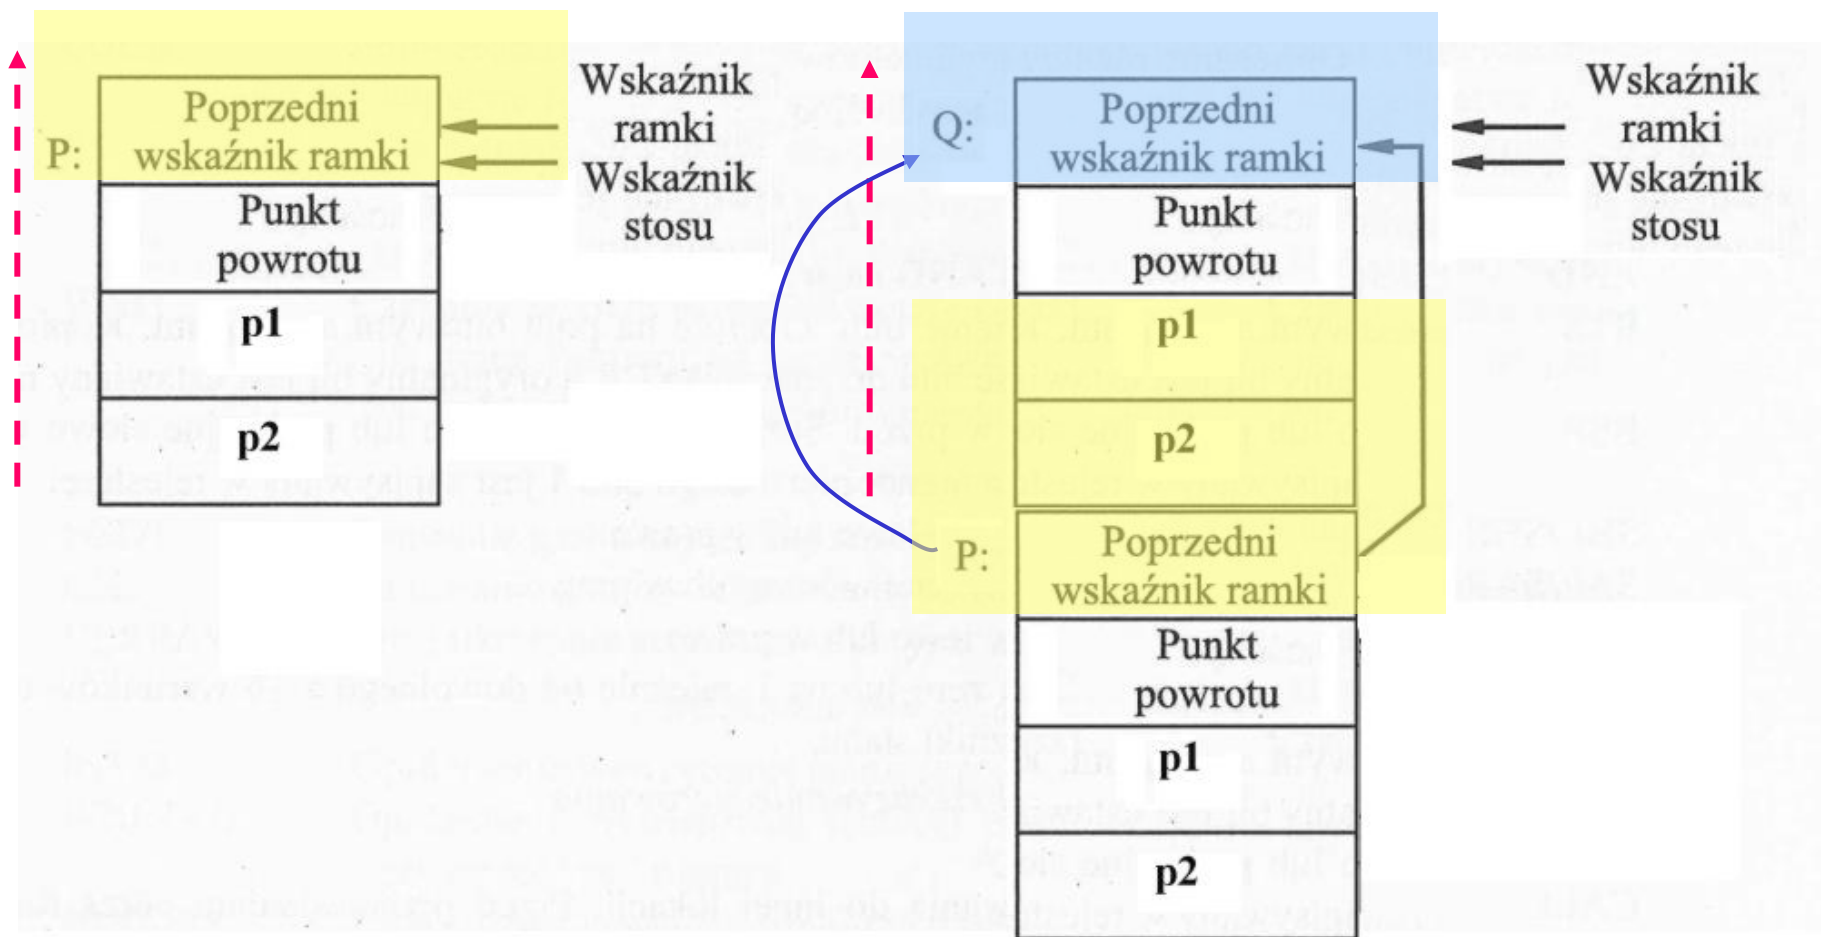 Poprzedni
wskaźnik ramki
P:
Punkt
powrotu
p1
p2
Wskaźnik
ramki
Wskaźnik
stosu
Q:
Poprzedni
wskaźnik ramki
Punkt
powrotu
p1
p2
P:
Poprzedni
wskaźnik ramki
Punkt
powrotu
p1
p2
Wskaźnik
ramki
Wskaźnik
stosu